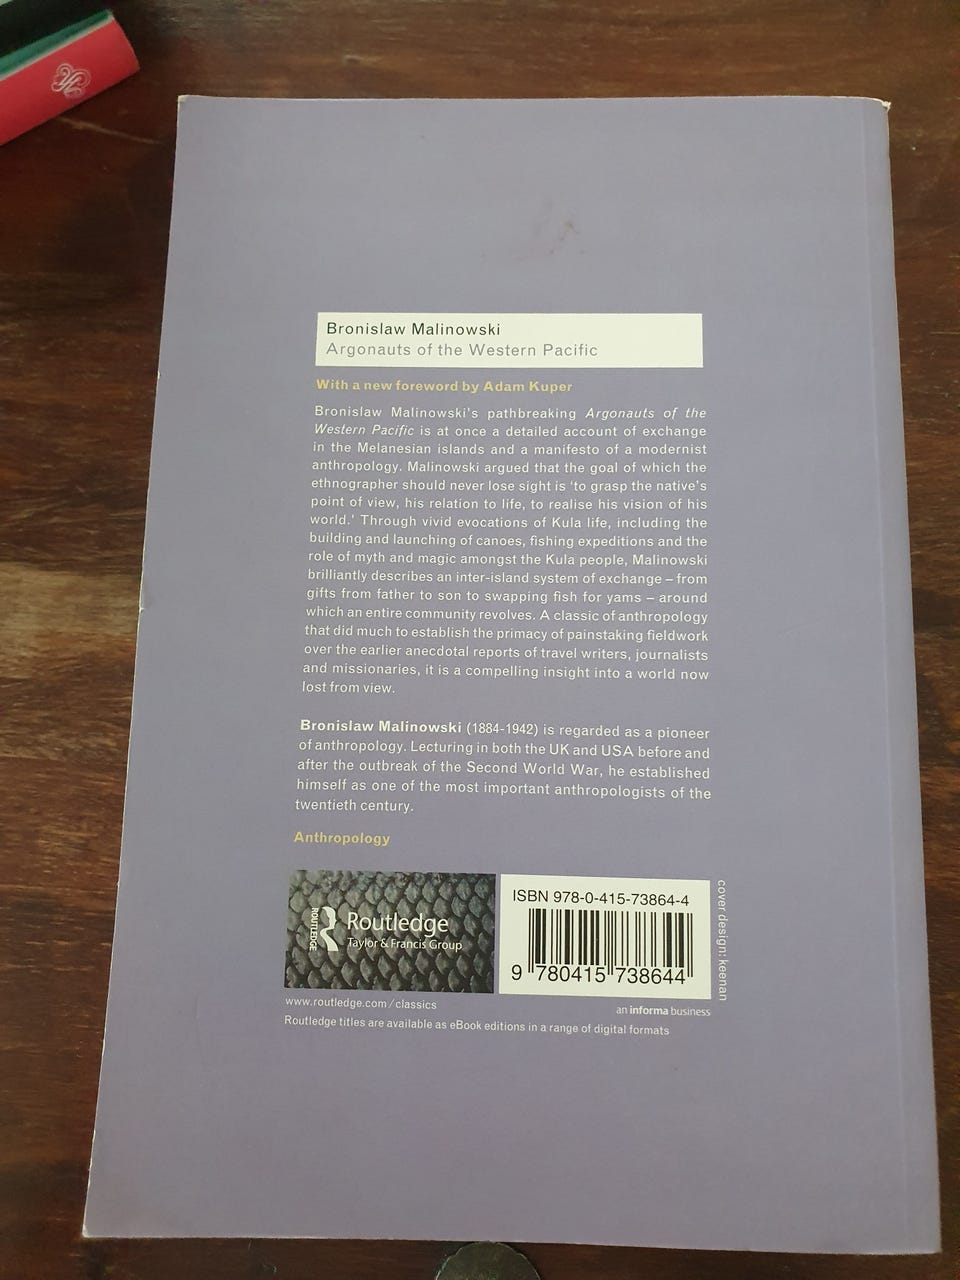 Bronislaw Malinowski
Argonauts of the Western Pacific
With a new foreword by Adam Kuper
Bronislaw Malinowski's pathbreaking Argonauts of the
Western Pacific is at once a detailed account of exchange
in the Melanesian islands and a manifesto of a modernist
anthropology. Malinowski argued that the goal of which the
ethnographer should never lose sight is 'to grasp the native's
point of view, his relation to life, to realise his vision of his
world.' Through vivid evocations of Kula life, including the
building and launching of canoes, fishing expeditions and the
role of myth and magic amongst the Kula people, Malinowski
brilliantly describes an inter-island system of exchange – from
gifts from father to son to swapping fish for yams – around
which an entire community revolves. A classic of anthropology
that did much to establish the primacy of painstaking fieldwork
over the earlier anecdotal reports of travel writers, journalists
and missionaries, it is a compelling insight into a world now
lost from view.
Bronislaw Malinowski (1884-1942) is regarded as a pioneer
of anthropology. Lecturing in both the UK and USA before and
after the outbreak of the Second World War, he established
himself as one of the most important anthropologists of the
twentieth century.
Anthropology
ROUTLEDGE
Routledge
Taylor & Francis Group
ISBN 978-0-415-73864-4
9 780415 738644
cover design: keenan
www.routledge.com/classics
an informa business
Routledge titles are available as eBook editions in a range of digital formats